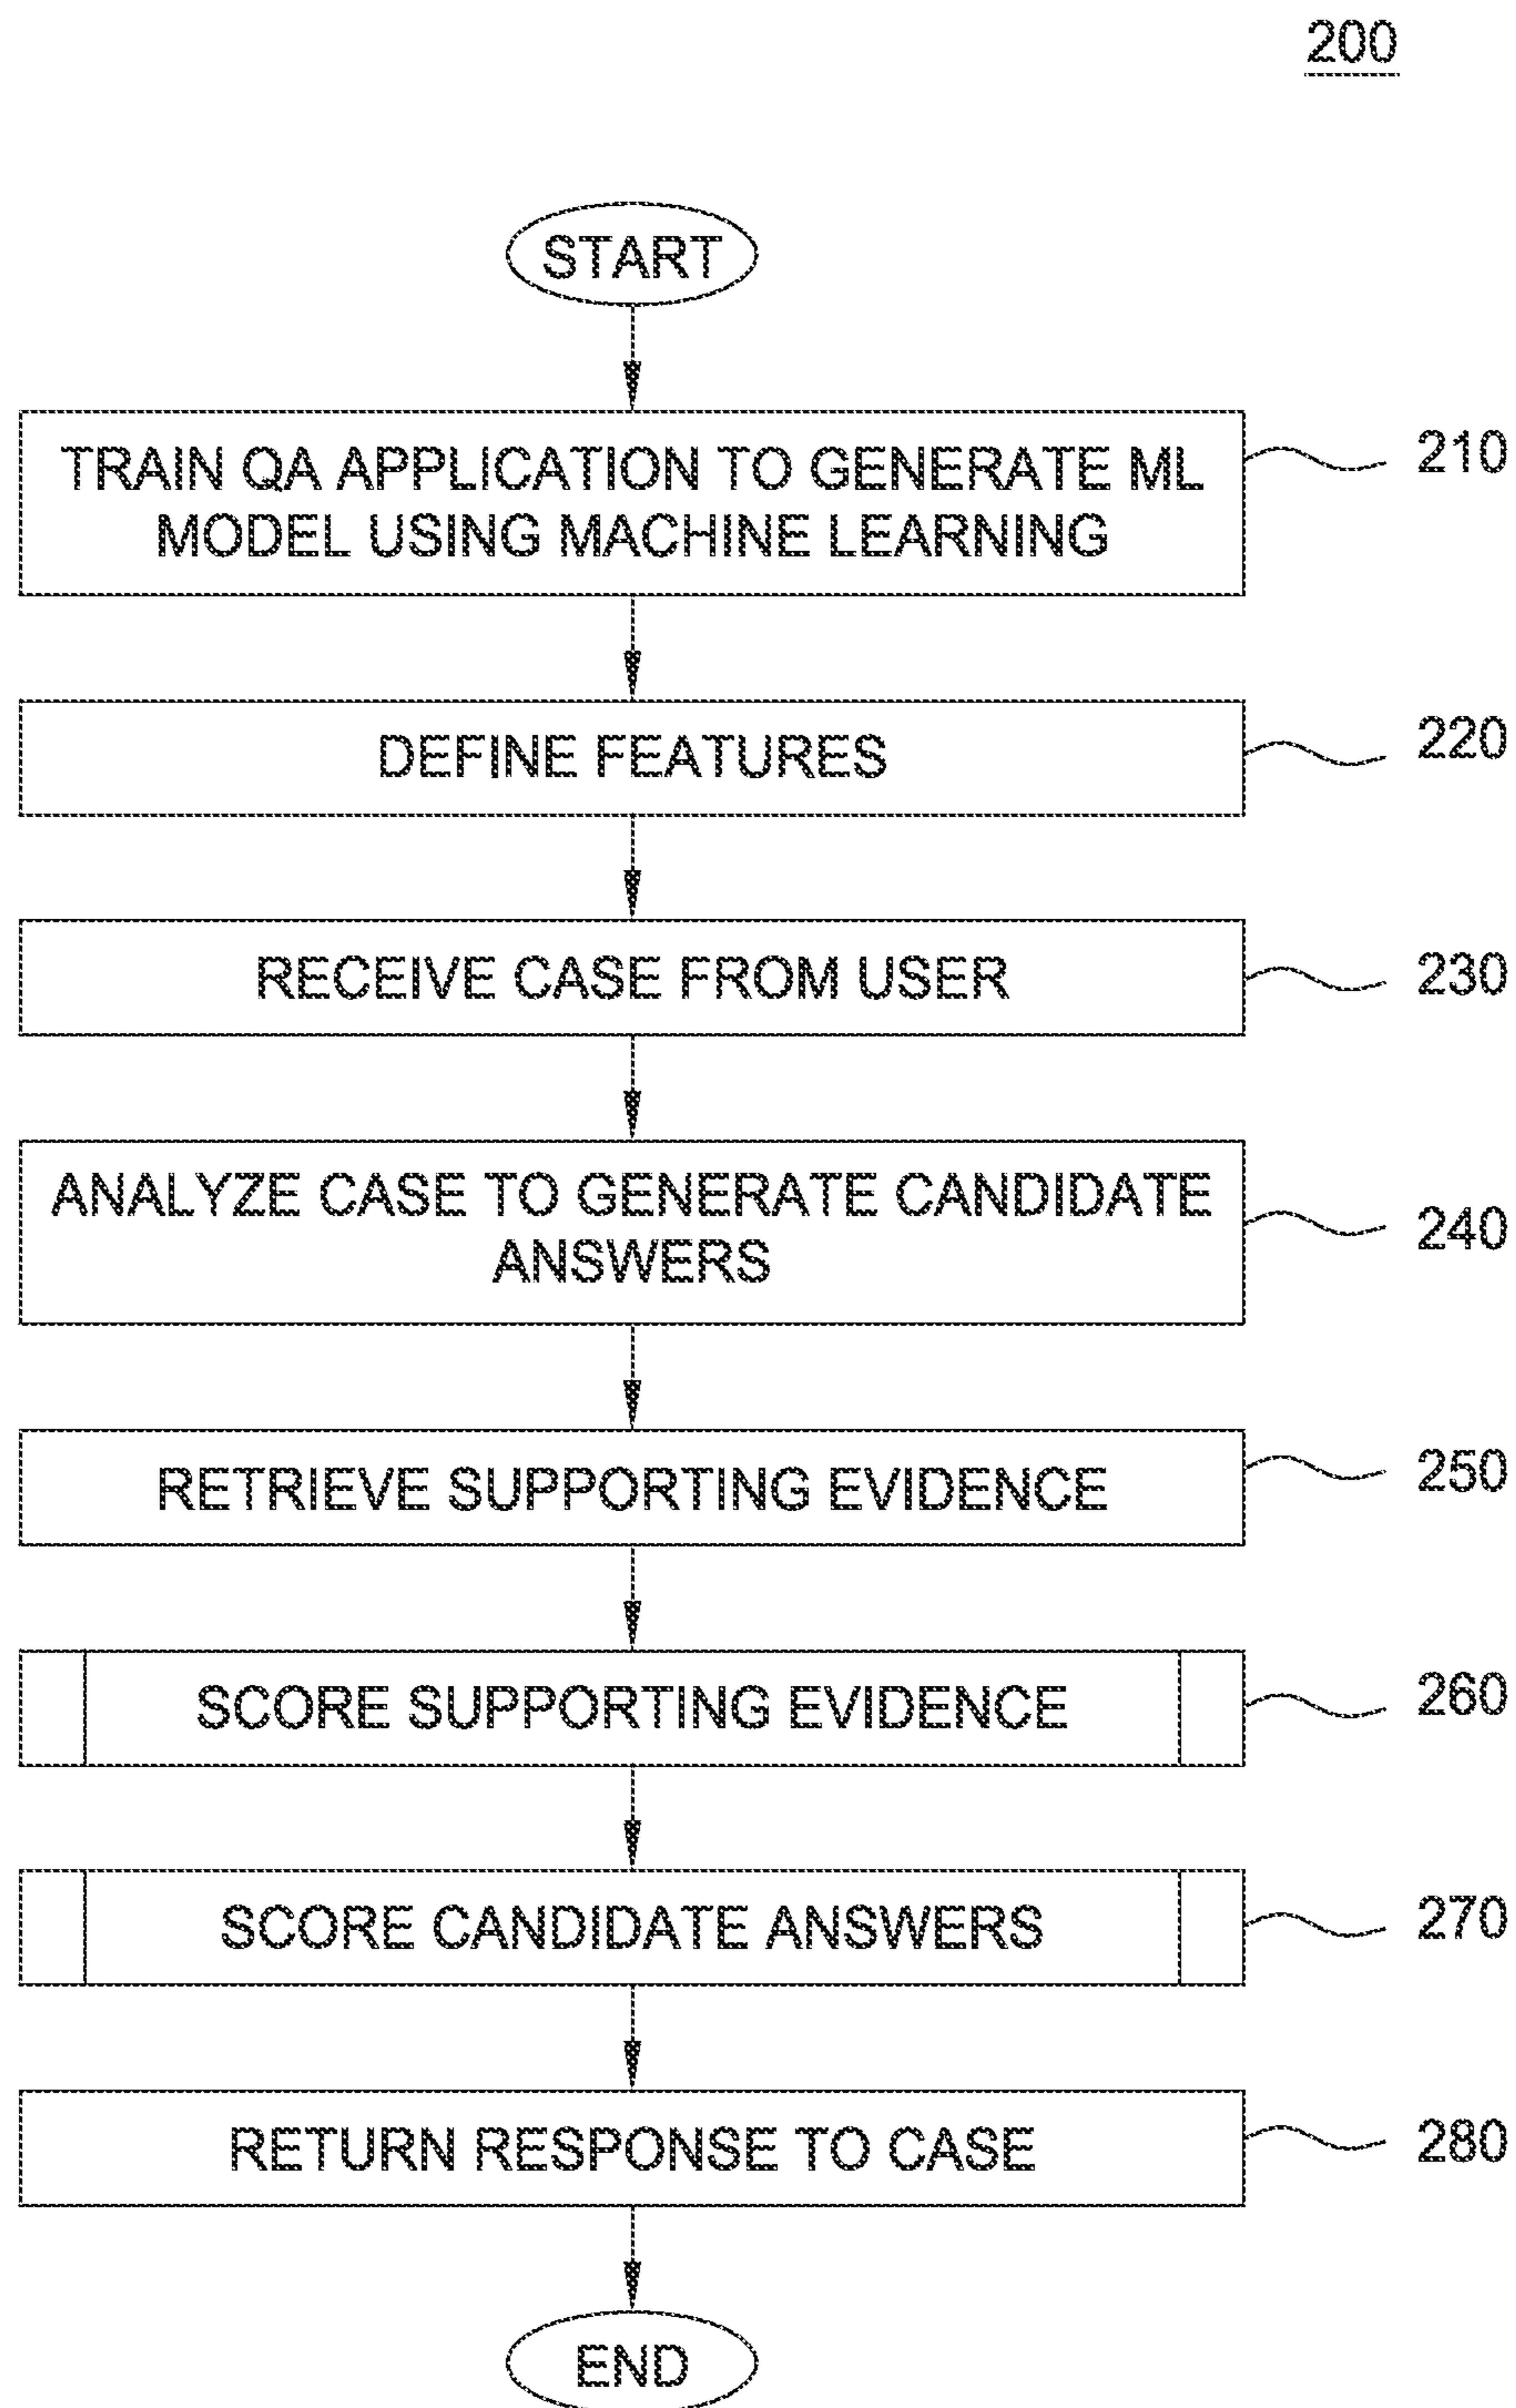 200
START
TRAIN QA APPLICATION TO GENERATE ML
MODEL USING MACHINE LEARNING
210
DEFINE FEATURES
220
RECEIVE CASE FROM USER
230
ANALYZE CASE TO GENERATE CANDIDATE
ANSWERS
240
RETRIEVE SUPPORTING EVIDENCE
250
SCORE SUPPORTING EVIDENCE
260
SCORE CANDIDATE ANSWERS
270
RETURN RESPONSE TO CASE
280
END